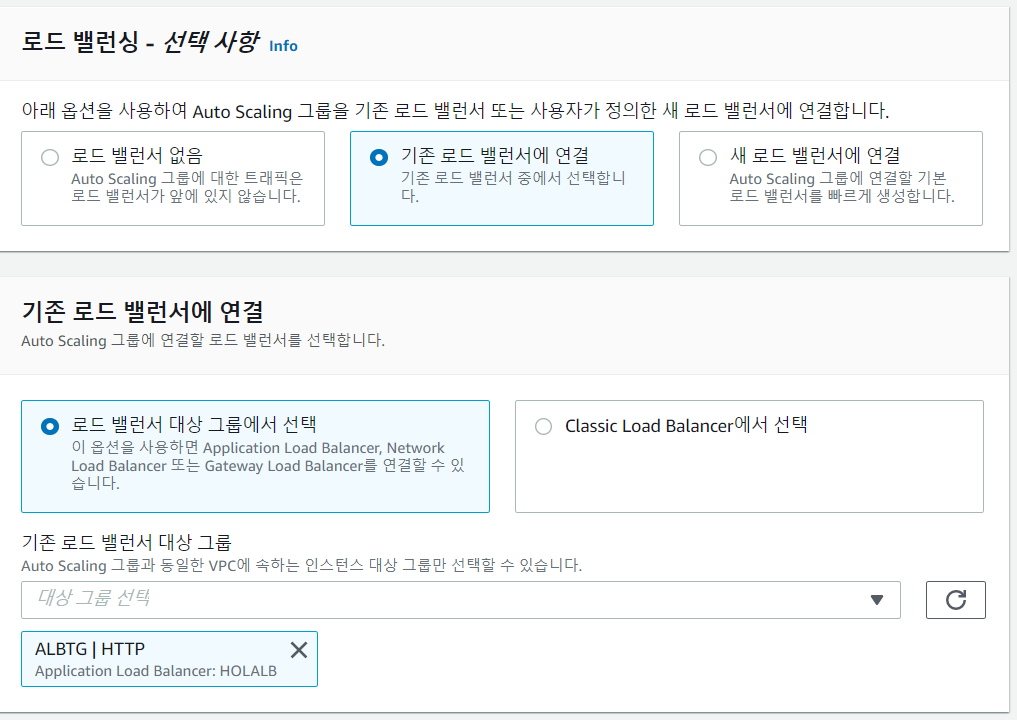 로드 밸런싱 - 선택 사항 Info
아래 옵션을 사용하여 Auto Scaling 그룹을 기존 로드 밸런서 또는 사용자가 정의한 새 로드 밸런서에 연결합니다.
로드 밸런서 없음
Auto Scaling 그룹에 대한 트래픽은
로드 밸런서가 앞에 있지 않습니다.
기존 로드 밸런서에 연결
기존 로드 밸런서 중에서 선택합니
다.
새 로드 밸런서에 연결
Auto Scaling 그룹에 연결할 기본
로드 밸런서를 빠르게 생성합니다.
기존 로드 밸런서에 연결
Auto Scaling 그룹에 연결할 로드 밸런서를 선택합니다.
로드 밸런서 대상 그룹에서 선택
이 옵션을 사용하면 Application Load Balancer, Network
Load Balancer 또는 Gateway Load Balancer를 연결할 수 있
습니다.
Classic Load Balancer에서 선택
기존 로드 밸런서 대상 그룹
Auto Scaling 그룹과 동일한 VPC에 속하는 인스턴스 대상 그룹만 선택할 수 있습니다.
대상 그룹 선택
ALBTG | HTTP
Application Load Balancer: HOLALB